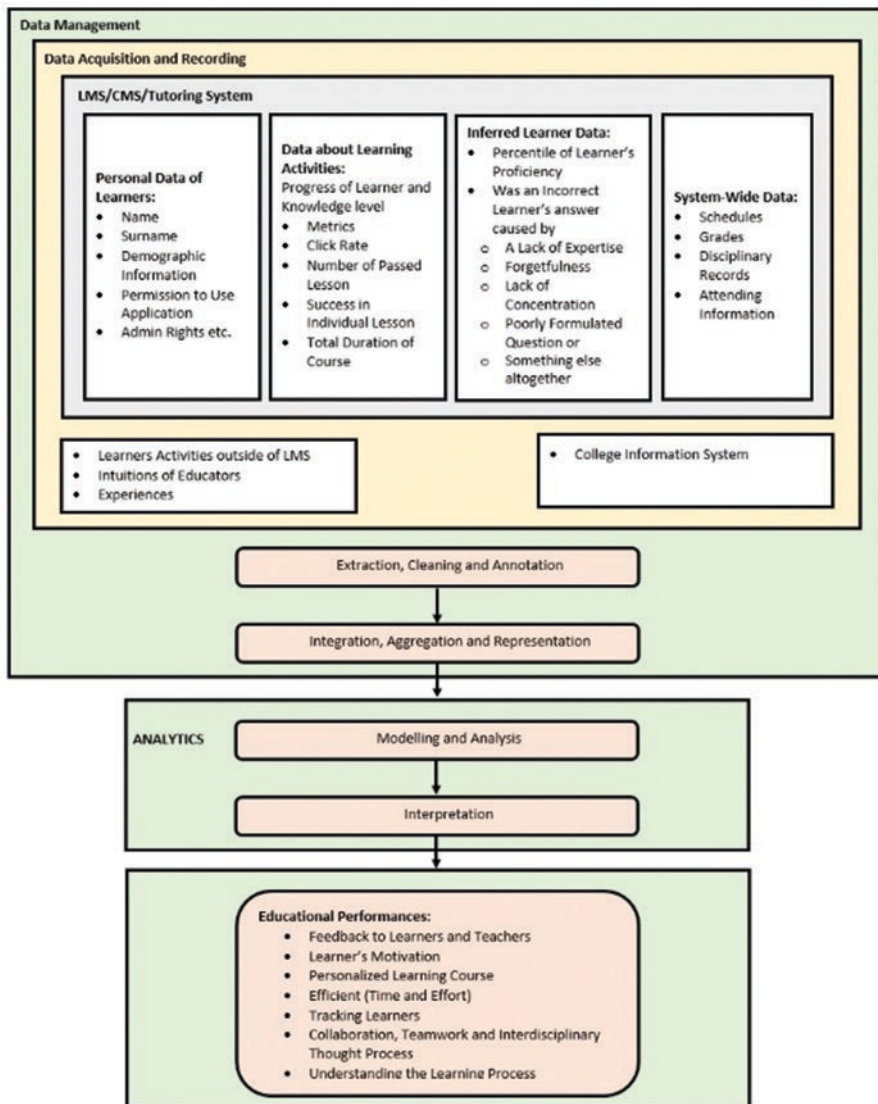 Data Management
Data Acquisition and Recording
LMS/CMS/Tutoring System
Personal Data of
Learners:
• Name
• Surname
• Demographic
Information
• Permission to Use
Application
• Admin Rights etc.
Data about Learning
Activities:
Progress of Learner and
Knowledge level
• Metrics
• Click Rate
• Number of Passed
Lesson
• Success in
Individual Lesson
• Total Duration of
Course
Inferred Learner Data:
• Percentile of Learner's
Proficiency
• Was an Incorrect
Learner's answer
caused by
o A Lack of Expertise
o Forgetfulness
o Lack of
Concentration
o Poorly Formulated
Question or
o Something else
altogether
System-Wide Data:
• Schedules
• Grades
• Disciplinary
Records
• Attending
Information
• Learners Activities outside of LMS
• Intuitions of Educators
• Experiences
• College Information System
Extraction, Cleaning and Annotation
Integration, Aggregation and Representation
ANALYTICS
Modelling and Analysis
Interpretation
Educational Performances:
• Feedback to Learners and Teachers
• Learner's Motivation
• Personalized Learning Course
• Efficient (Time and Effort)
• Tracking Learners
• Collaboration, Teamwork and Interdisciplinary
Thought Process
• Understanding the Learning Process